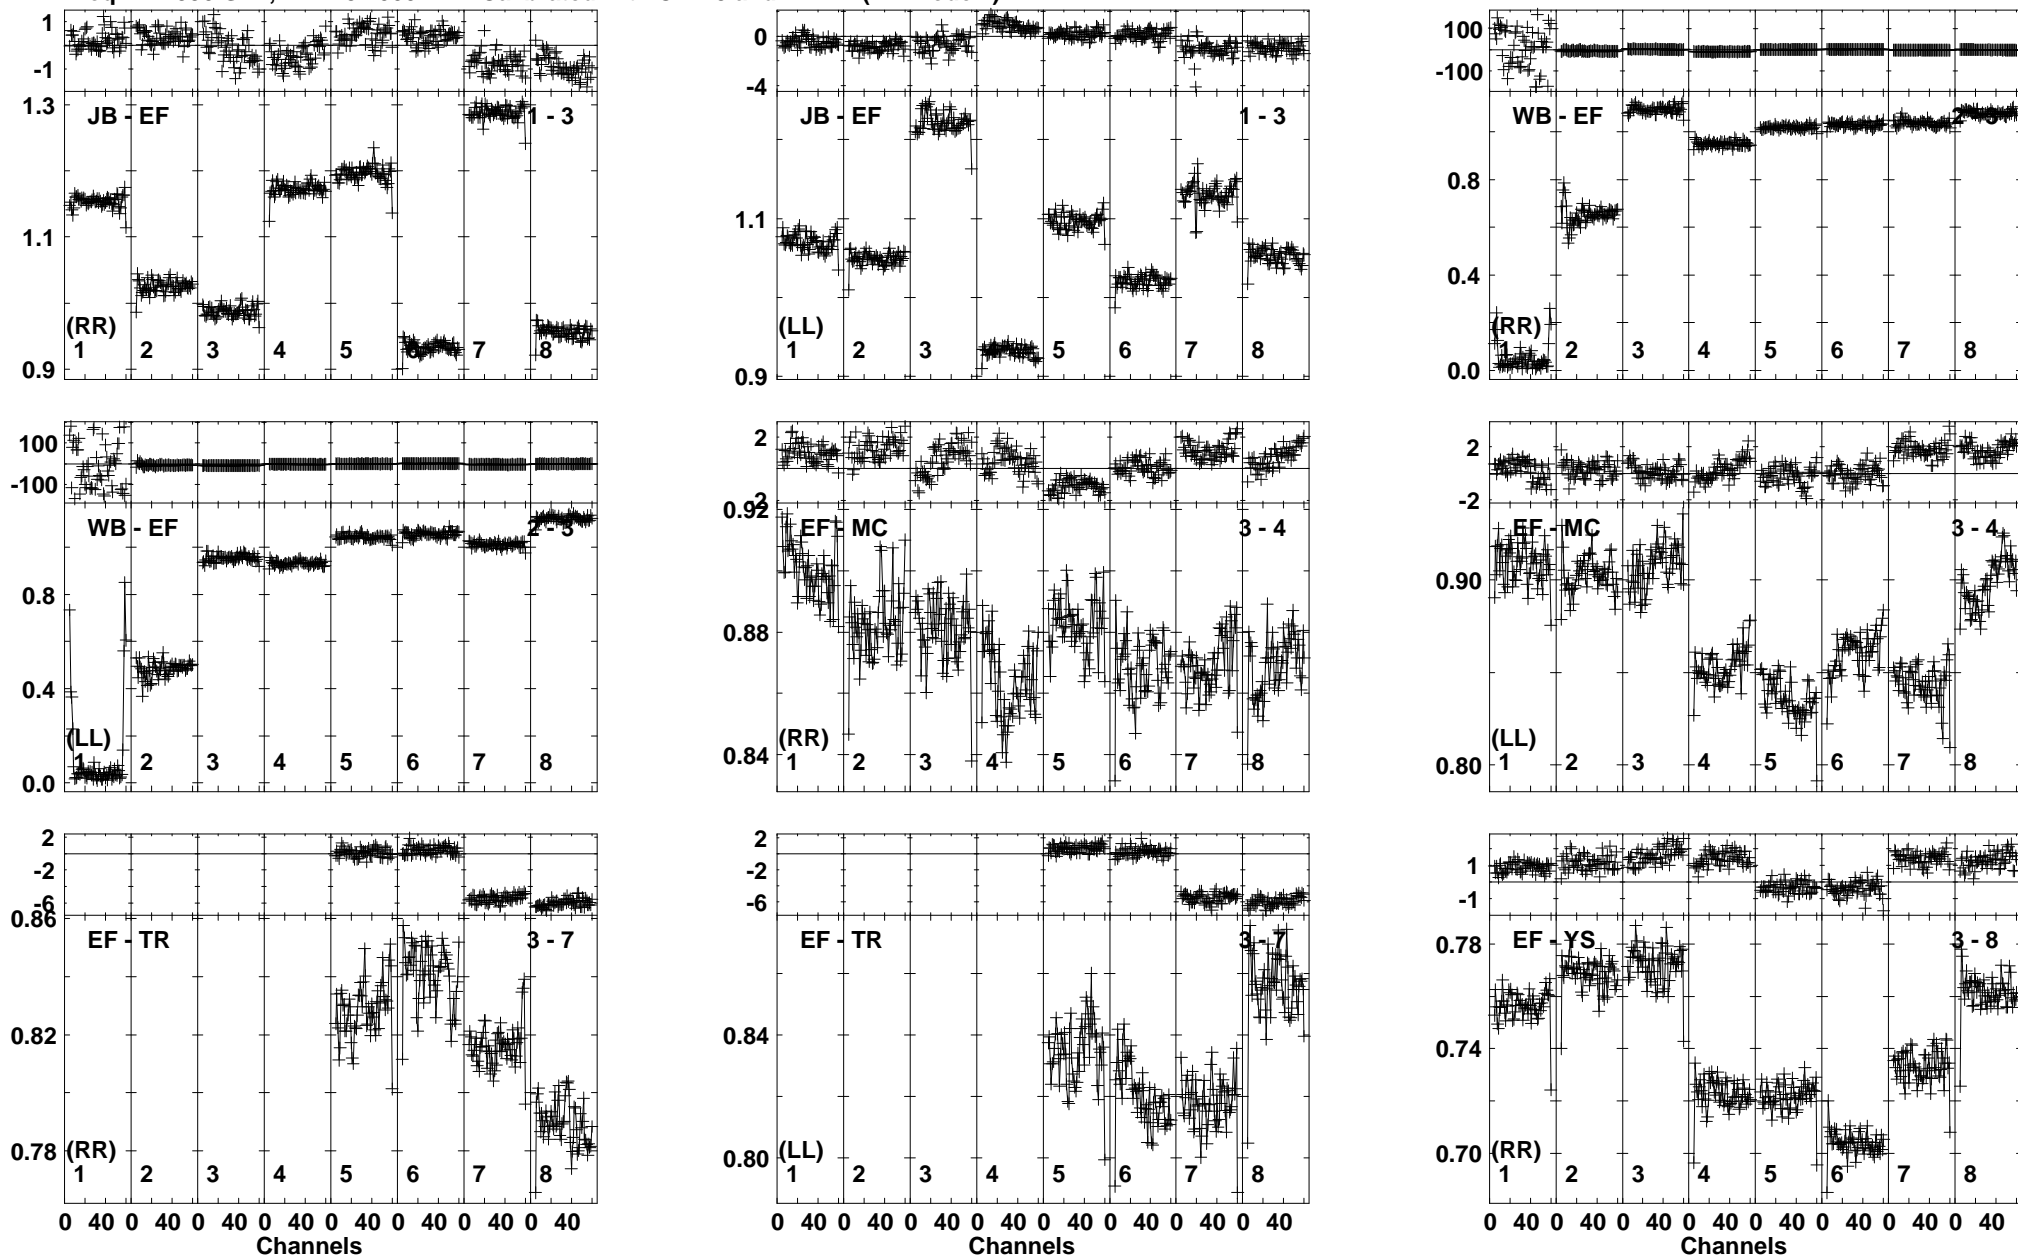 1 1 -1 1.3 1.1 0.9 JB - EF 1 - 3 (RR) 1 2 3 4 5 6 7 8
0 -4 1.1 0.9 JB - EF 1 - 3 (LL) 1 2 3 5 6 7 8
100 -100 0.8 0.4 0.0 WB - EF 2 - 3 (RR) 1 2 3 4 5 6 7 8
100 -100 0.8 0.4 0.0 WB - EF 2 - 3 (LL) 1 2 3 4 5 6 7 8
2 -2 0.92 0.88 0.84 EF - MC 3 - 4 (RR) 1 2 3 4 5 6 7 8
2 -2 0.90 0.80 EF - MC 3 - 4 (LL) 1 2 3 4 5 6 7 8
2 -2 -6 0.86 0.82 0.78 EF - TR 3 - 7 (RR) 1 2 3 4 5 6 7 8
2 -2 -6 0.84 0.80 EF - TR 3 - 7 (LL) 1 2 3 4 5 6 7 8
1 -1 0.78 0.74 0.70 EF - YS 3 - 8 (RR) 1 2 3 4 5 6 7 8
0 40 0 40 0 40 0 40 0 40 0 40 0 40 0 40
Channels
0 40 0 40 0 40 0 40 0 40 0 40 0 40 0 40
Channels
0 40 0 40 0 40 0 40 0 40 0 40 0 40 0 40
Channels